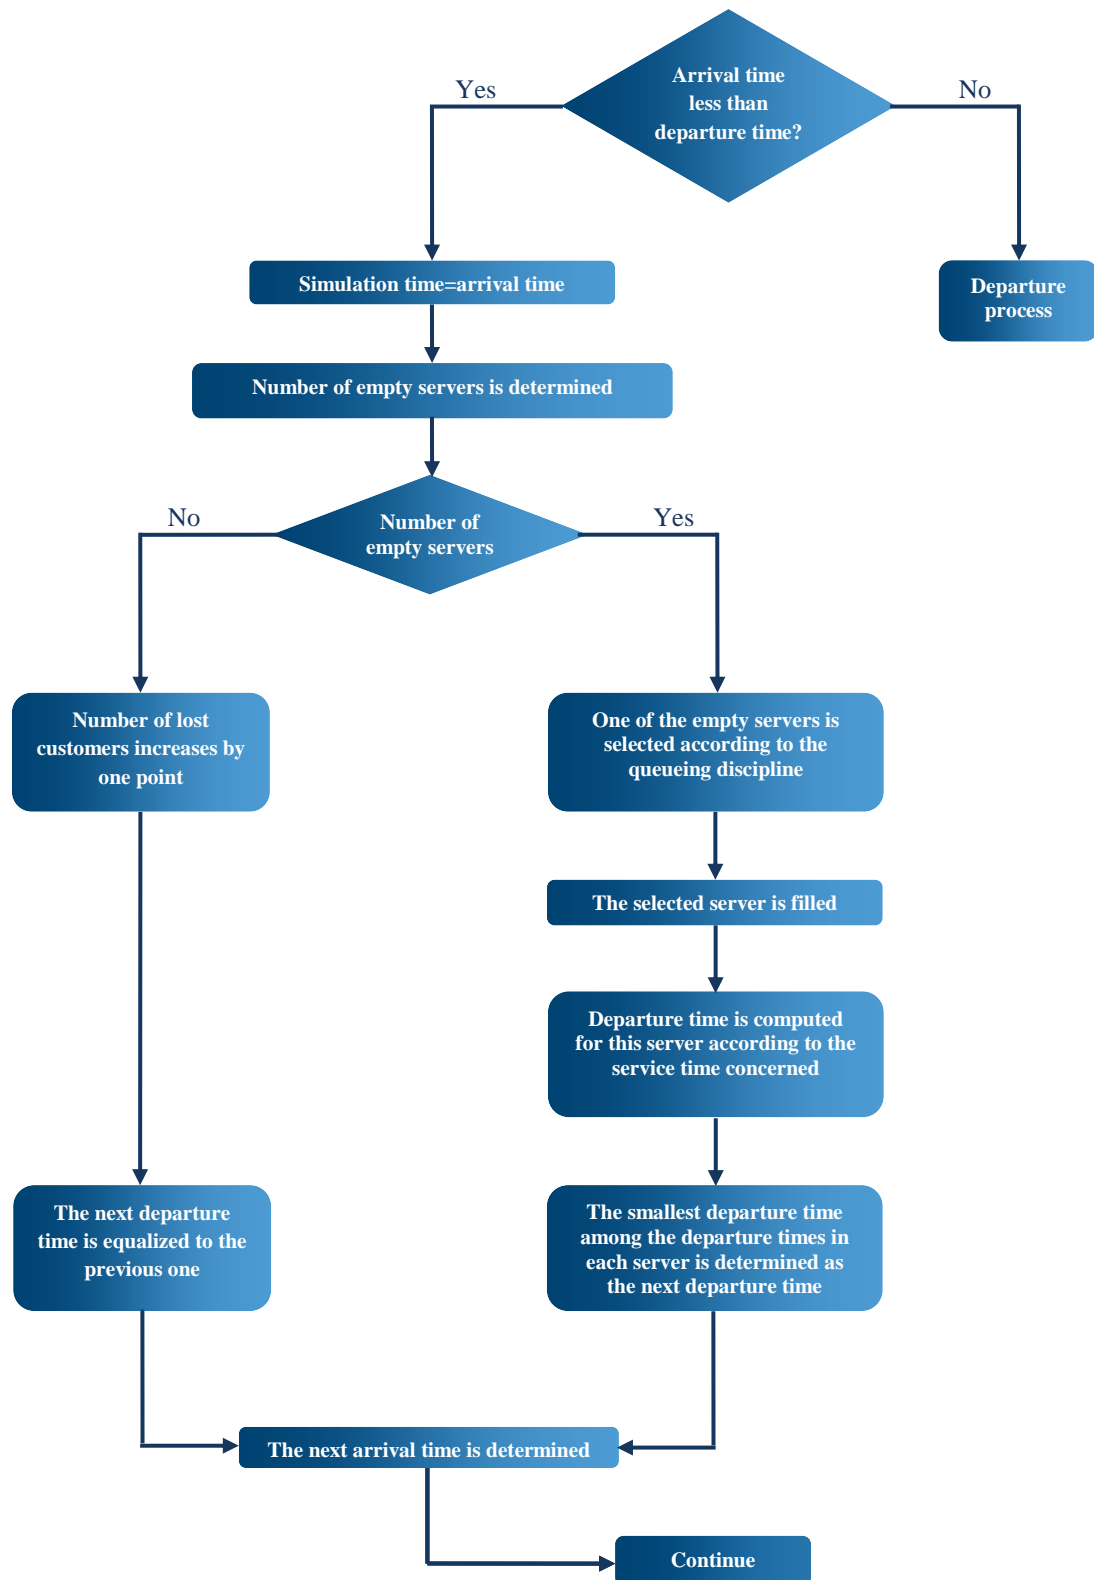 Arrival time
less than
departure time?
Yes
No
Simulation time=arrival time
Departure
process
Number of empty servers is determined
Number of
empty servers
No
Yes
Number of lost
customers increases by
one point
One of the empty servers is
selected according to the
queueing discipline
The selected server is filled
Departure time is computed
for this server according to the
service time concerned
The next departure
time is equalized to the
previous one
The smallest departure time
among the departure times in
each server is determined as
the next departure time
The next arrival time is determined
Continue